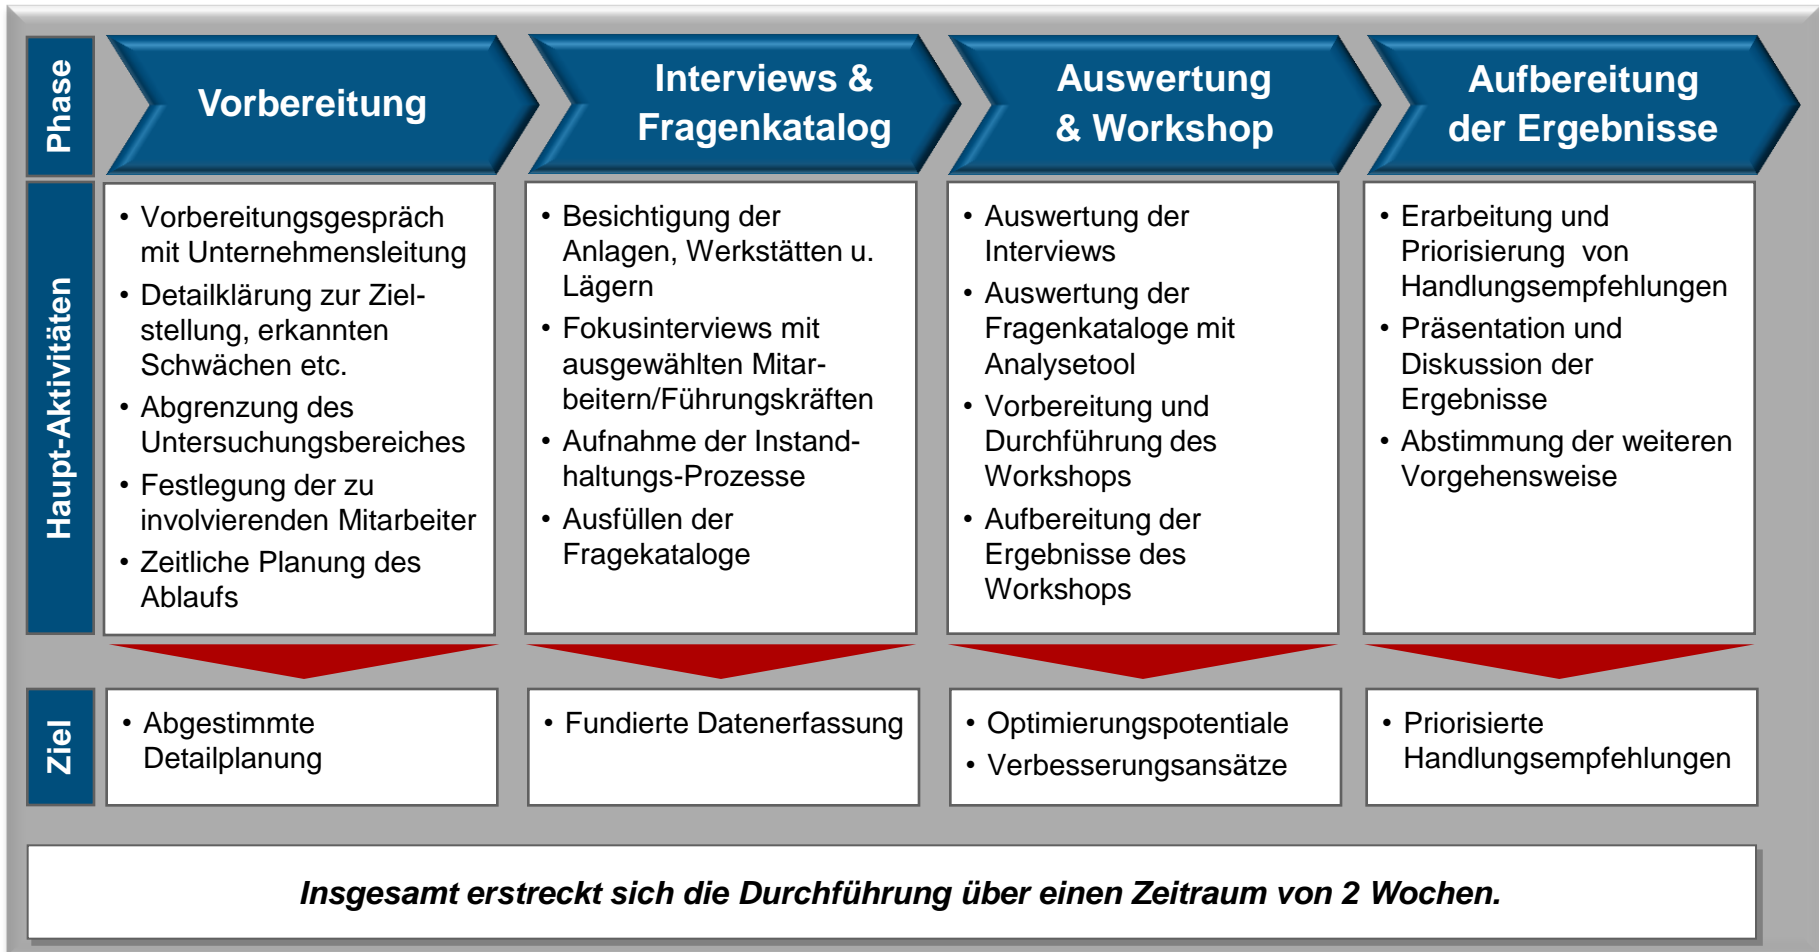 Phase
Vorbereitung
Interviews &
Fragenkatalog
Auswertung
& Workshop
Aufbereitung
der Ergebnisse
Haupt-Aktivitäten
• Vorbereitungsgespräch
mit Unternehmensleitung
• Detailklärung zur Ziel-
stellung, erkannten
Schwächen etc.
• Abgrenzung des
Untersuchungsbereiches
• Festlegung der zu
involvierenden Mitarbeiter
• Zeitliche Planung des
Ablaufs
• Besichtigung der
Anlagen, Werkstätten u.
Lägern
• Fokusinterviews mit
ausgewählten Mitar-
beitern/Führungskräften
• Aufnahme der Instand-
haltungs-Prozesse
• Ausfüllen der
Fragekataloge
• Auswertung der
Interviews
• Auswertung der
Fragenkataloge mit
Analysetool
• Vorbereitung und
Durchführung des
Workshops
• Aufbereitung der
Ergebnisse des
Workshops
• Erarbeitung und
Priorisierung von
Handlungsempfehlungen
• Präsentation und
Diskussion der
Ergebnisse
• Abstimmung der weiteren
Vorgehensweise
Ziel
• Abgestimmte
Detailplanung
• Fundierte Datenerfassung
• Optimierungspotentiale
• Verbesserungsansätze
• Priorisierte
Handlungsempfehlungen
Insgesamt erstreckt sich die Durchführung über einen Zeitraum von 2 Wochen.